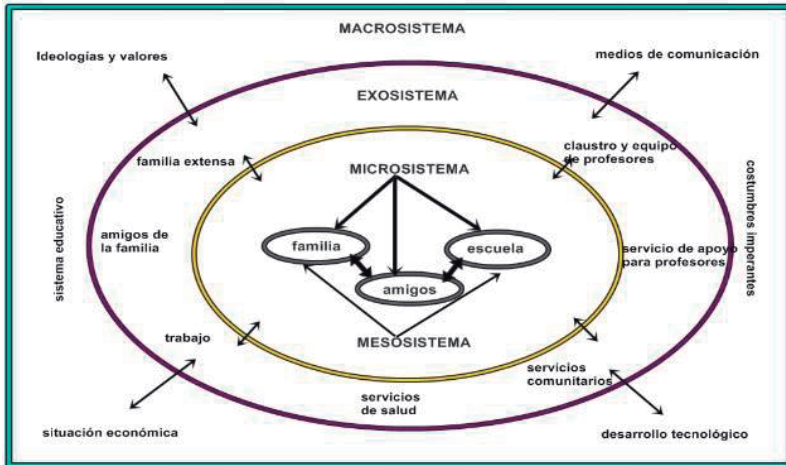 MACROSISTEMA
Ideologías y valores
medios de comunicación
EXOSISTEMA
familia extensa
claustro y equipo
de profesores
MICROSISTEMA
sistema educativo
amigos de
la familia
familia
escuela
amigos
servicio de apoyo
para profesores
costumbres imperantes
trabajo
MESOSISTEMA
servicios
comunitarios
servicios
de salud
situación económica
desarrollo tecnológico